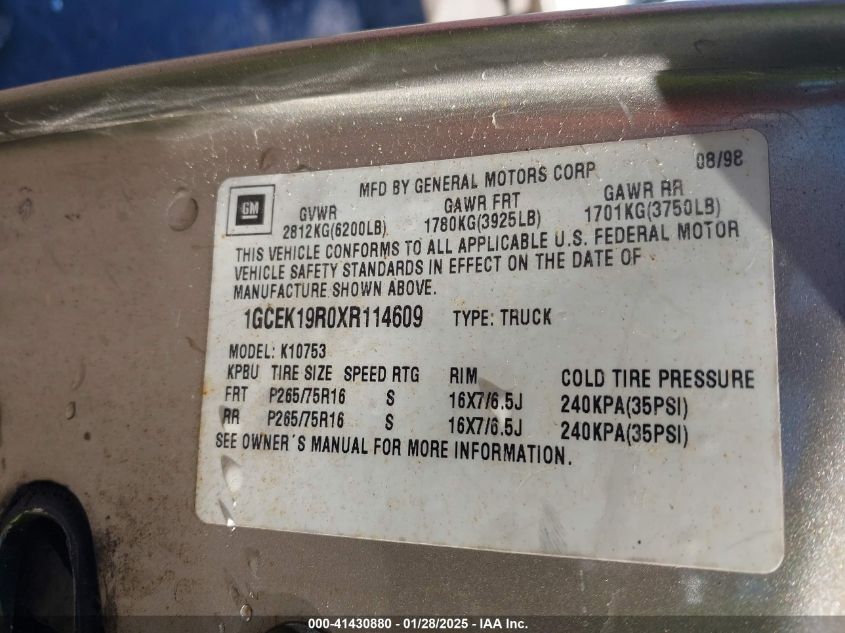 MFD BY GENERAL MOTORS CORP 08/98
GM
GVWR GAWR FRT GAWR RR
2812KG(6200LB) 1780KG(3925LB) 1701KG(3750LB)
THIS VEHICLE CONFORMS TO ALL APPLICABLE U.S. FEDERAL MOTOR
VEHICLE SAFETY STANDARDS IN EFFECT ON THE DATE OF
MANUFACTURE SHOWN ABOVE.
1GCEK19R0XR114609 TYPE: TRUCK
MODEL: K10753
KPBU TIRE SIZE SPEED RTG RIM COLD TIRE PRESSURE
FRT P265/75R16 S 16X7/6.5J 240KPA(35PSI)
RR P265/75R16 S 16X7/6.5J 240KPA(35PSI)
SEE OWNER'S MANUAL FOR MORE INFORMATION.
000-41430880 - 01/28/2025 - IAA Inc.